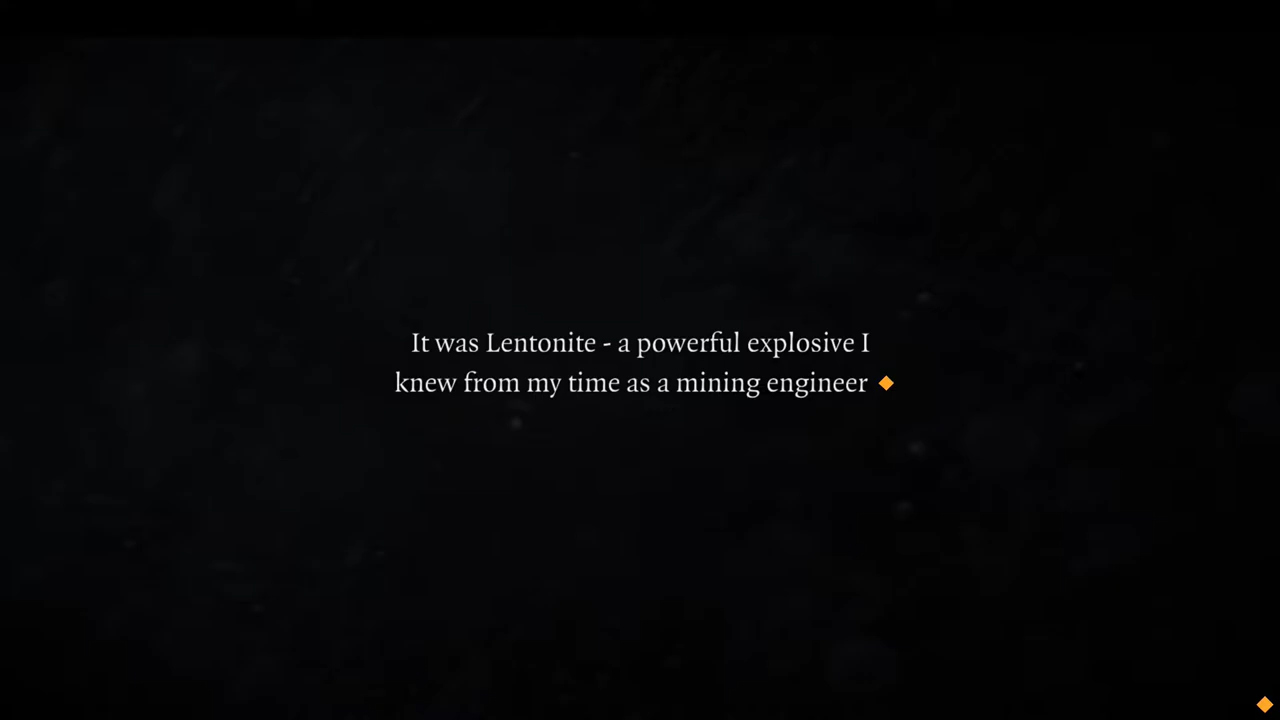 It was Lentonite - a powerful explosive I
knew from my time as a mining engineer